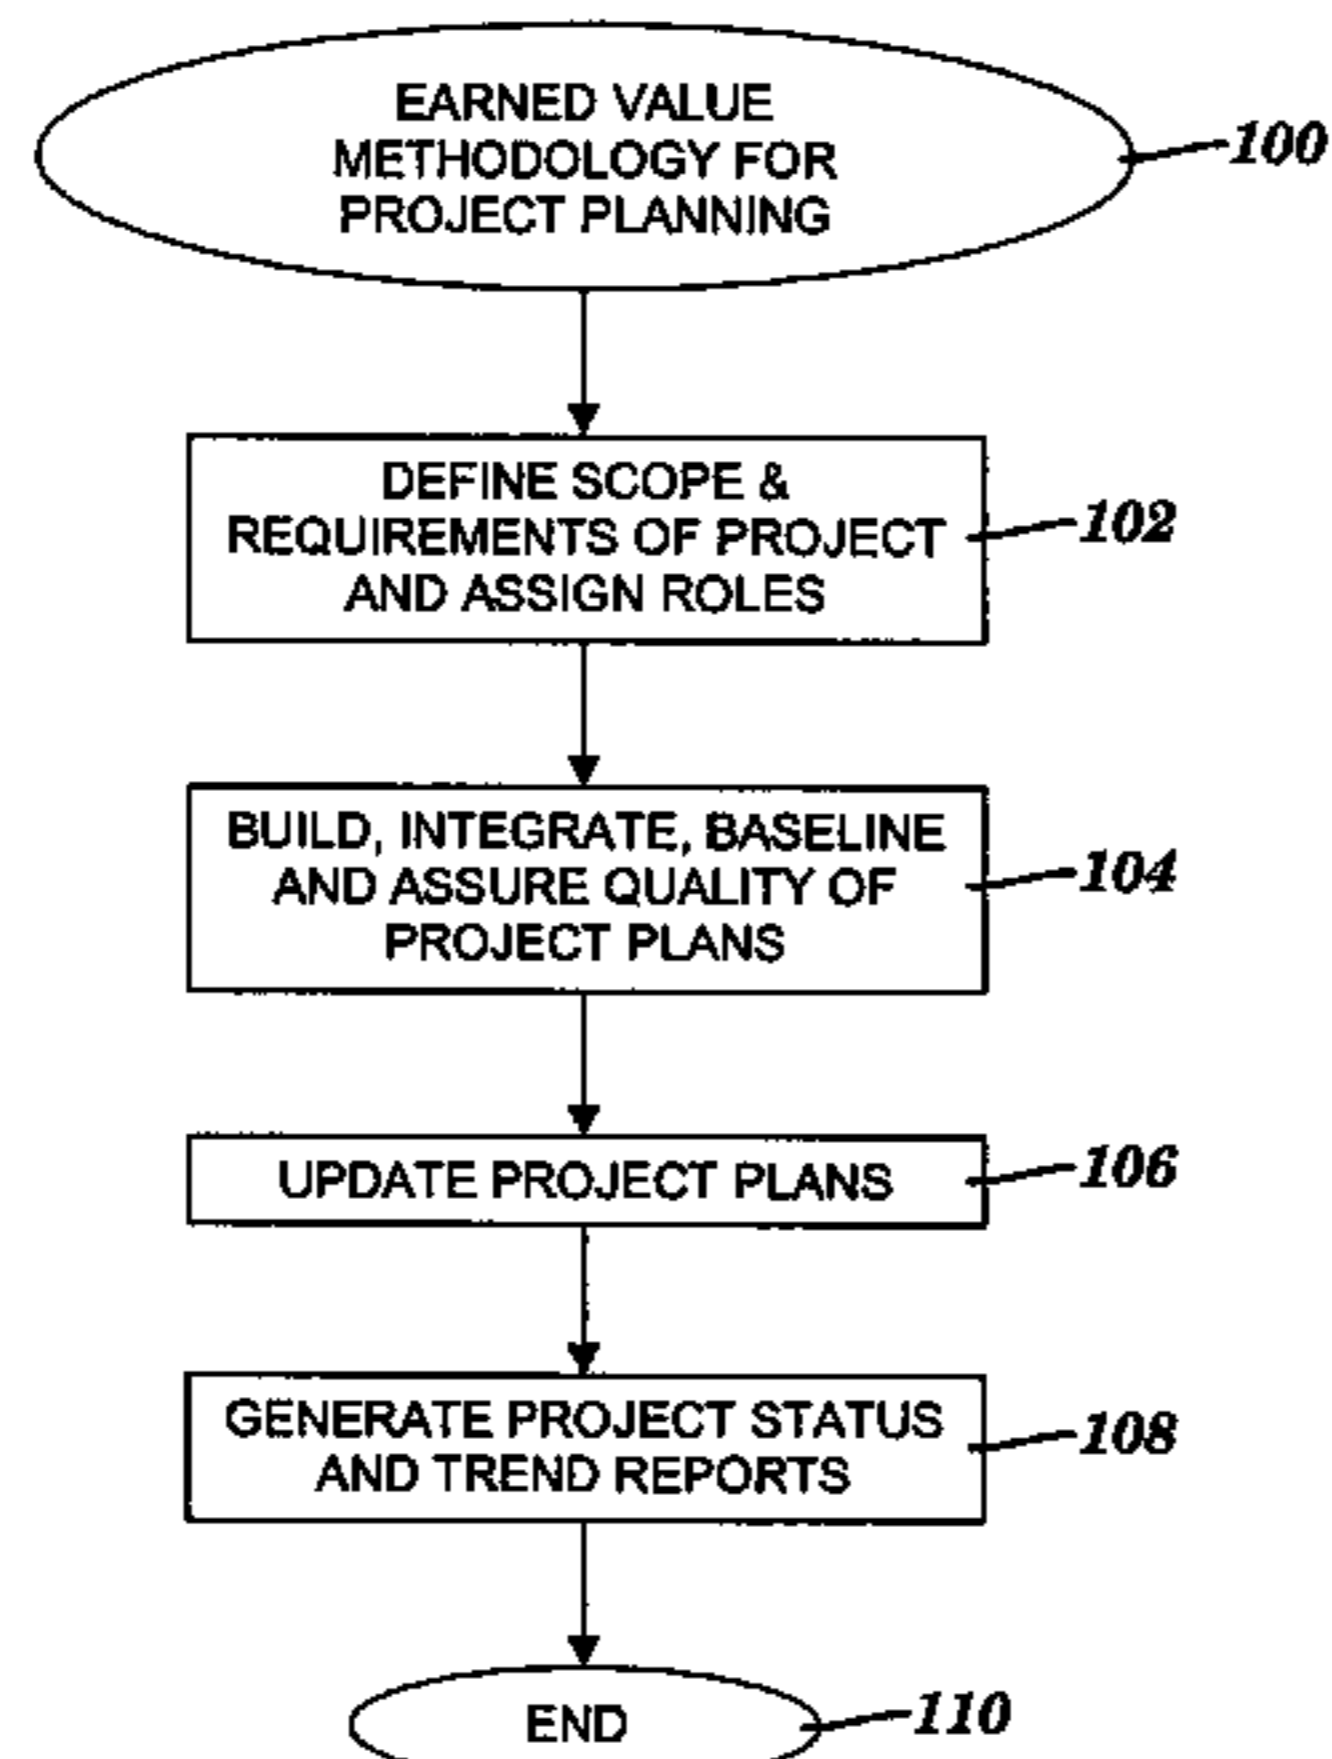 EARNED VALUE
METHODOLOGY FOR
PROJECT PLANNING
100
DEFINE SCOPE &
REQUIREMENTS OF PROJECT
AND ASSIGN ROLES
102
BUILD, INTEGRATE, BASELINE
AND ASSURE QUALITY OF
PROJECT PLANS
104
UPDATE PROJECT PLANS
106
GENERATE PROJECT STATUS
AND TREND REPORTS
108
END
110